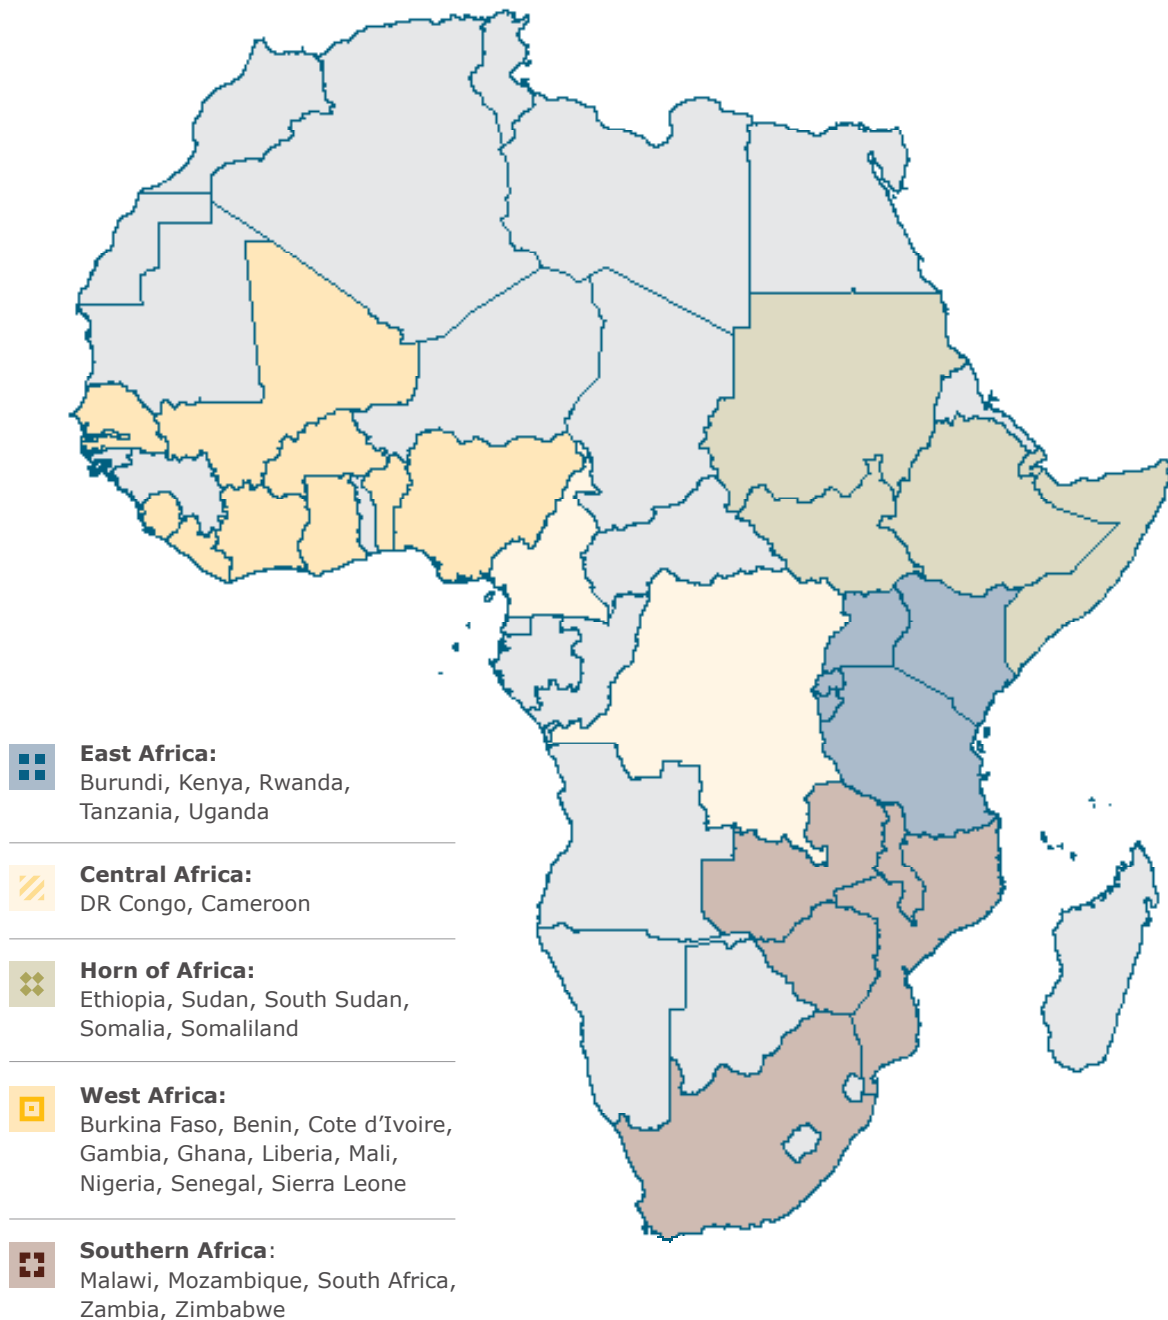 East Africa:
Burundi, Kenya, Rwanda,
Tanzania, Uganda
Central Africa:
DR Congo, Cameroon
Horn of Africa:
Ethiopia, Sudan, South Sudan,
Somalia, Somaliland
West Africa:
Burkina Faso, Benin, Cote d’Ivoire,
Gambia, Ghana, Liberia, Mali,
Nigeria, Senegal, Sierra Leone
Southern Africa:
Malawi, Mozambique, South Africa,
Zambia, Zimbabwe